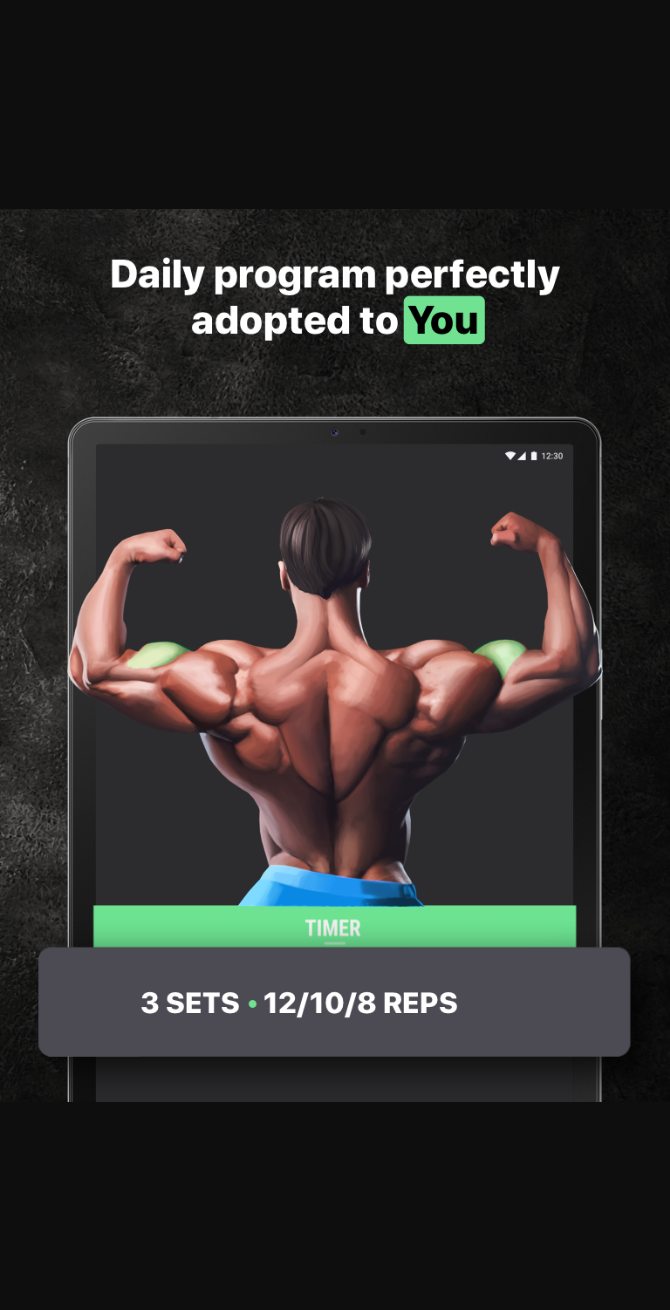 Daily program perfectly
adopted to You
12:30
TIMER
3 SETS • 12/10/8 REPS